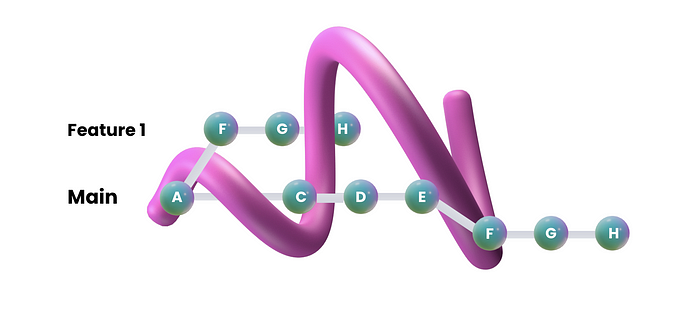 Feature 1
F G H
Main
A C D E
F G H